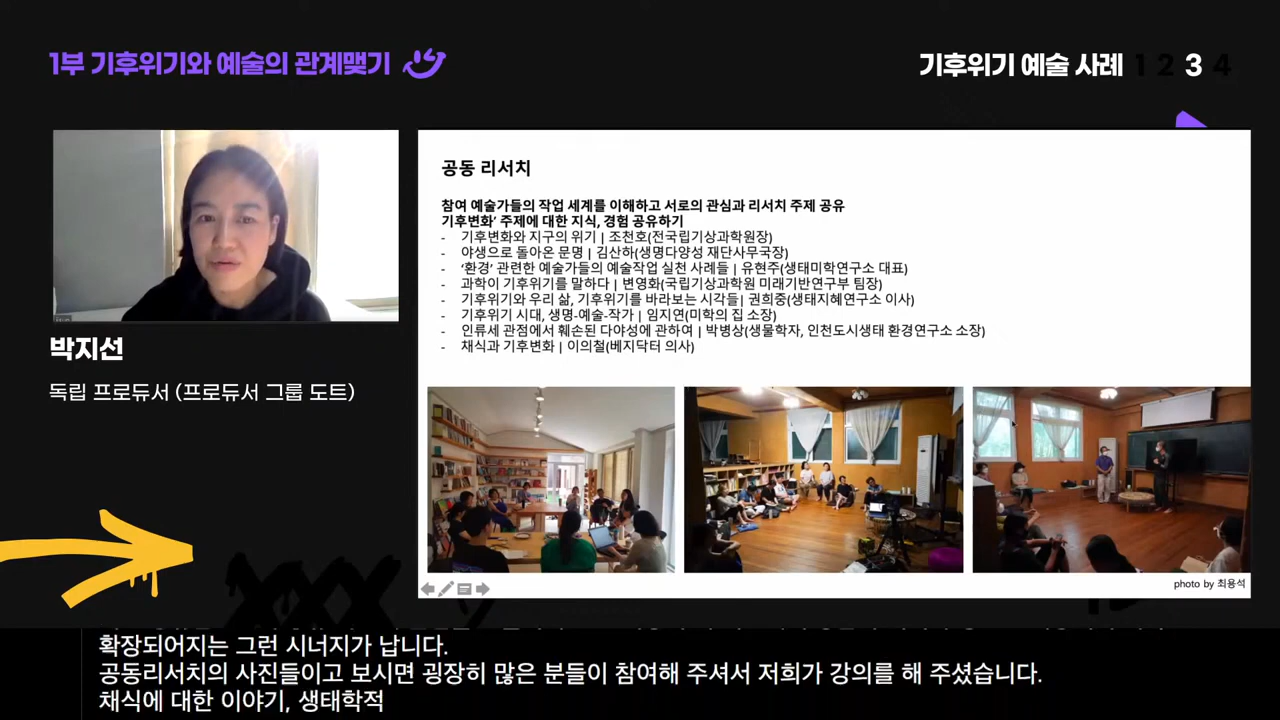 1부 기후위기와 예술의 관계맺기
기후위기 예술 사례 1 2 3 4
박지선
독립 프로듀서 (프로듀서 그룹 도트)
공동 리서치
참여 예술가들의 작업 세계를 이해하고 서로의 관심과 리서치 주제 공유
기후변화' 주제에 대한 지식, 경험 공유하기
- 기후변화와 지구의 위기 | 조천호(전국립기상과학원장)
- 야생으로 돌아온 문명 | 김산하(생명다양성 재단사무국장)
- '환경' 관련한 예술가들의 예술작업 실천 사례들 | 유현주(생태미학연구소 대표)
- 과학이 기후위기를 말하다 | 변영화(국립기상과학원 미래기반연구부 팀장)
- 기후위기와 우리 삶, 기후위기를 바라보는 시각들| 권희중(생태지혜연구소 이사)
- 기후위기 시대, 생명-예술-작가 | 임지연(미학의 집 소장)
- 인류세 관점에서 훼손된 다야성에 관하여 | 박병상(생물학자, 인천도시생태 환경연구소 소장)
- 채식과 기후변화 | 이의철(베지닥터 의사)
photo by 최용석
확장되어지는 그런 시너지가 납니다.
공동리서치의 사진들이고 보시면 굉장히 많은 분들이 참여해 주셔서 저희가 강의를 해 주셨습니다.
채식에 대한 이야기, 생태학적